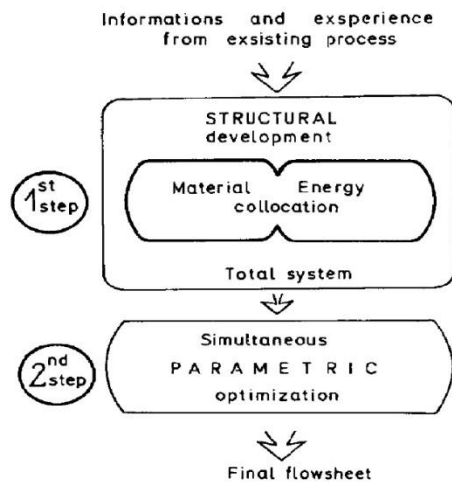 Informations and exsperience
from exsisting process
STRUCTURAL
development
1st step
Material Energy
collocation
Total system
2nd step
Simultaneous
PARAMETRIC
optimization
Final flowsheet